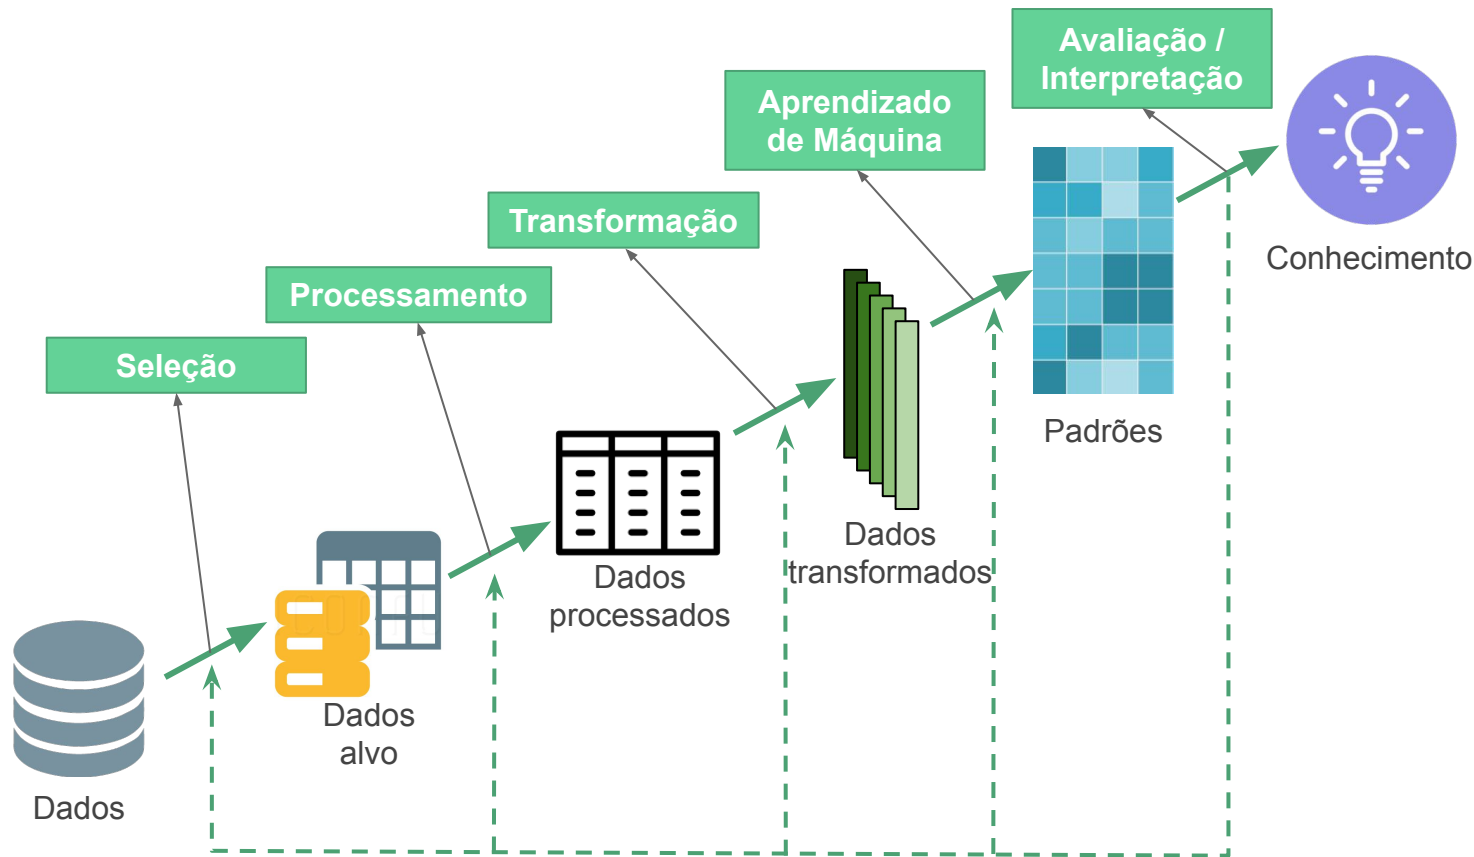 Avaliação /
Interpretação
Aprendizado
de Máquina
Transformação
Conhecimento
Processamento
Seleção
Padrões
Dados
transformados
Dados
processados
Dados
alvo
Dados